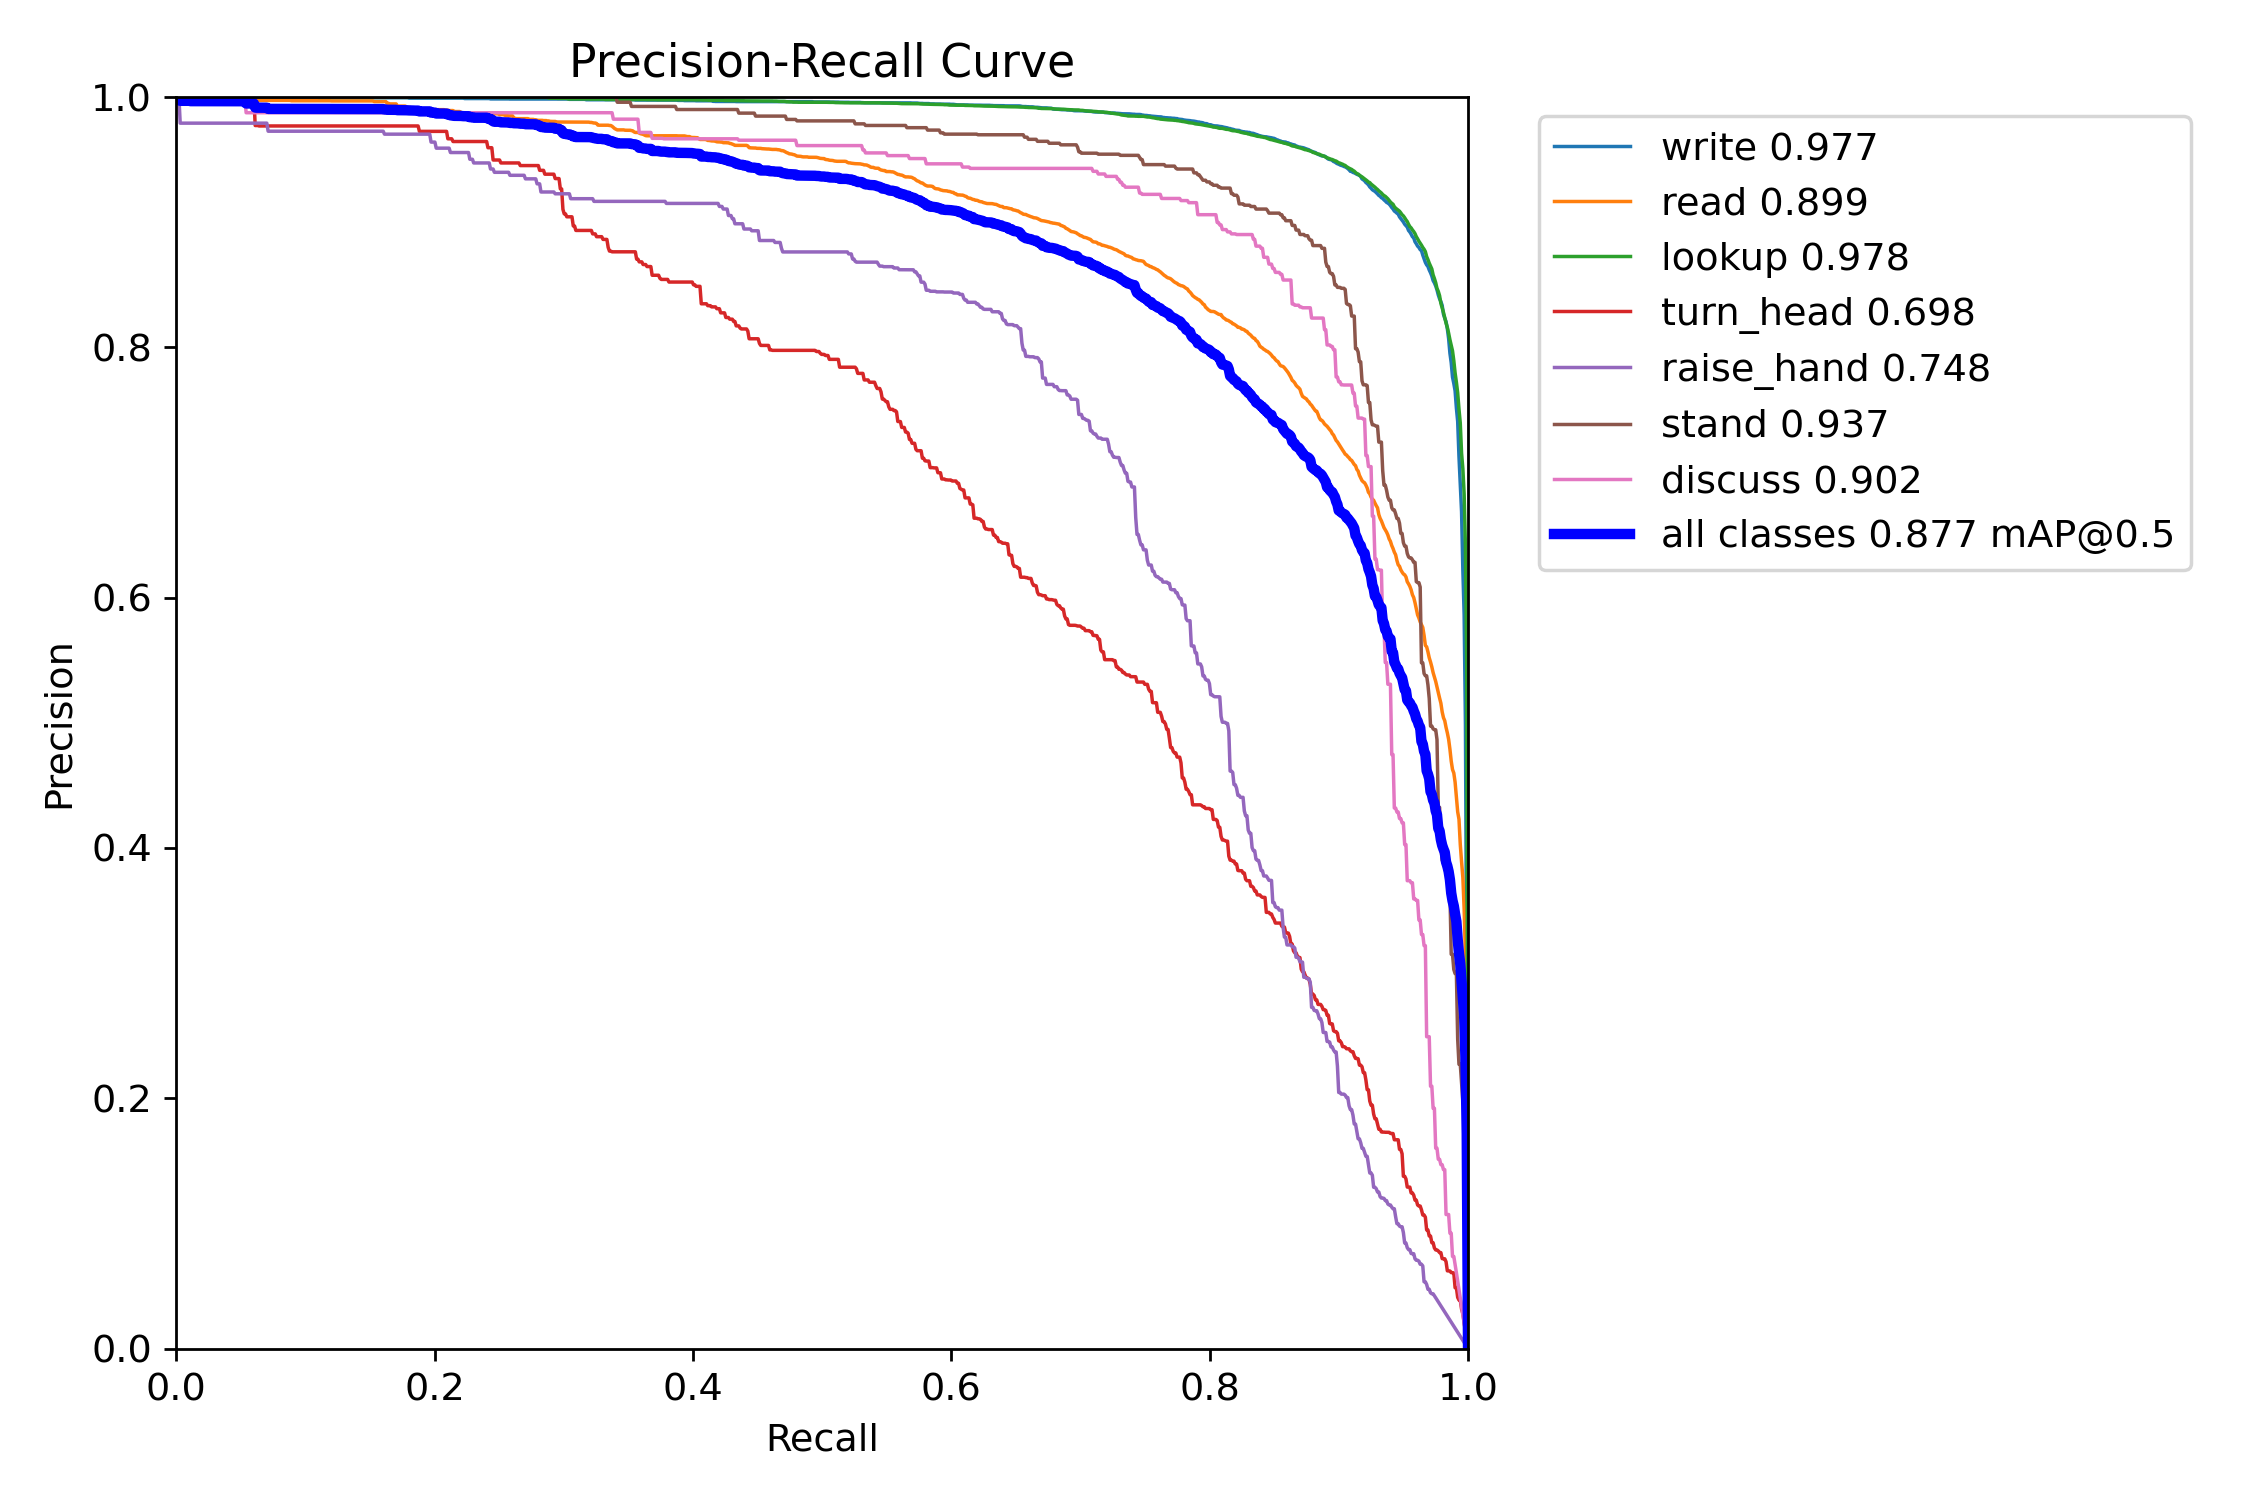 Precision-Recall Curve
1.0
0.8
0.6
0.4
0.2
0.0
Precision
0.0 0.2 0.4 0.6 0.8 1.0
Recall
write 0.977
read 0.899
lookup 0.978
turn_head 0.698
raise_hand 0.748
stand 0.937
discuss 0.902
all classes 0.877 mAP@0.5